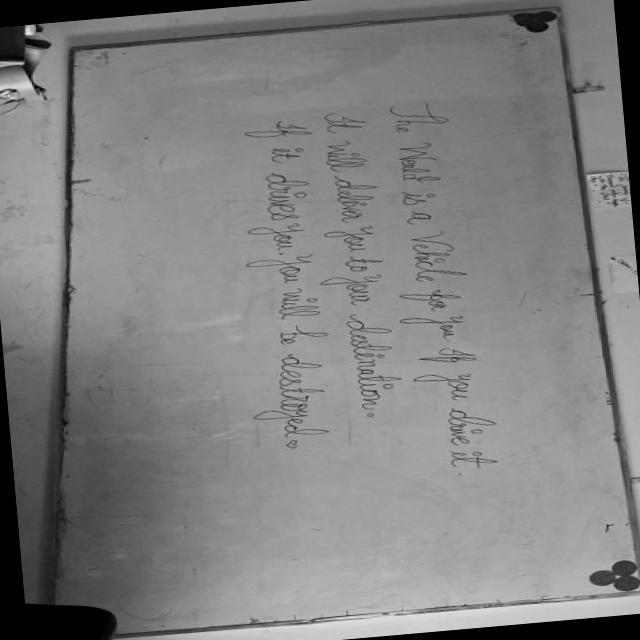 The World is a Vehicle for you. If you drive it.
It will deliver you to your destination.
If it drives you, you will be destroyed.